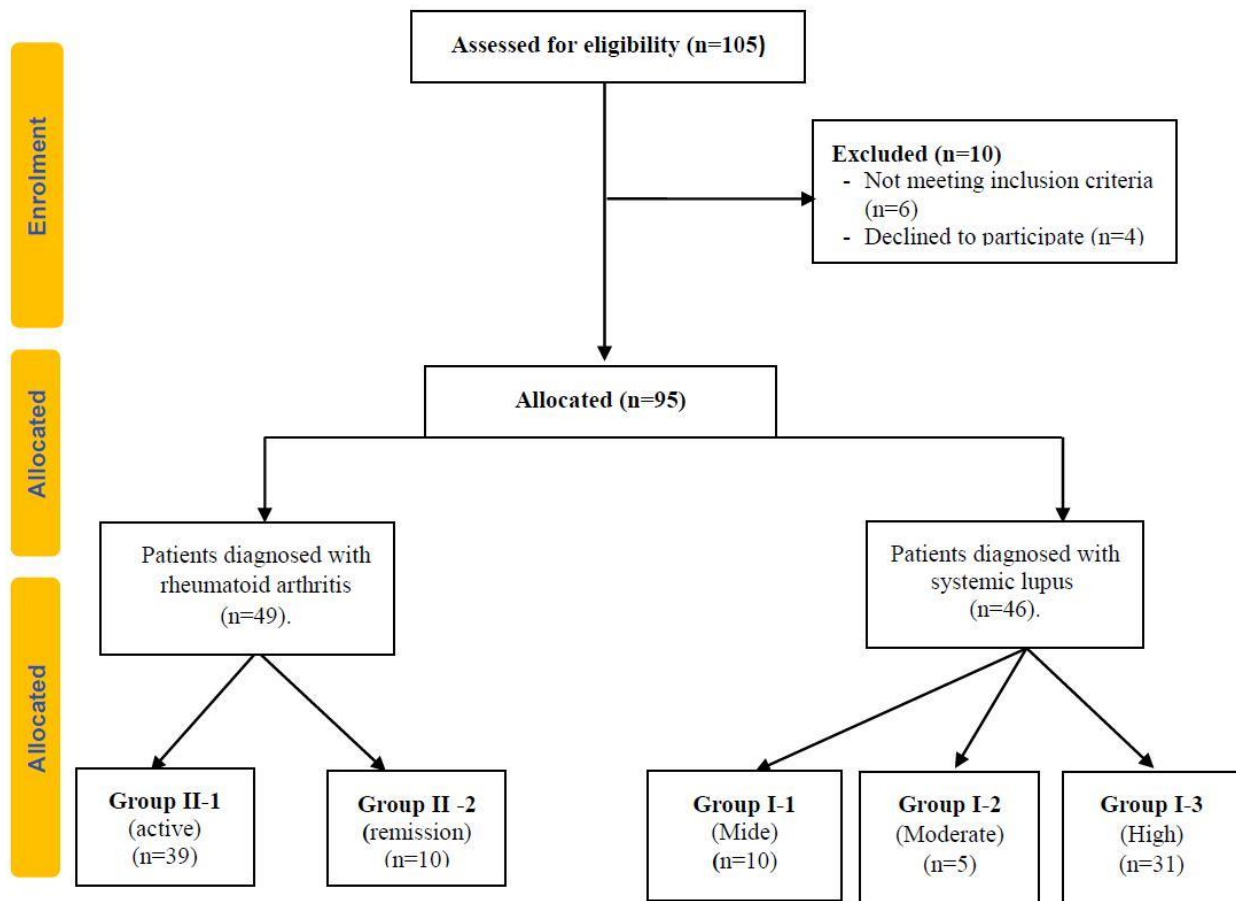 Enrolment
Assessed for eligibility (n=105)
Excluded (n=10)
- Not meeting inclusion criteria
(n=6)
- Declined to participate (n=4)
Allocated
Allocated (n=95)
Patients diagnosed with
rheumatoid arthritis
(n=49).
Patients diagnosed with
systemic lupus
(n=46).
Allocated
Group II-1
(active)
(n=39)
Group II -2
(remission)
(n=10)
Group I-1
(Mide)
(n=10)
Group I-2
(Moderate)
(n=5)
Group I-3
(High)
(n=31)